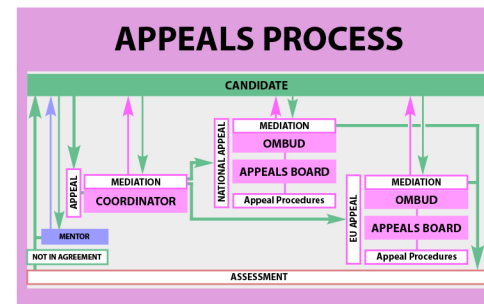 APPEALS PROCESS
CANDIDATE
NATIONAL APPEAL
MEDIATION
OMBUD
APPEALS BOARD
Appeal Procedures
APPEAL
MEDIATION
COORDINATOR
EU APPEAL
MEDIATION
OMBUD
APPEALS BOARD
Appeal Procedures
MENTOR
NOT IN AGREEMENT
ASSESSMENT